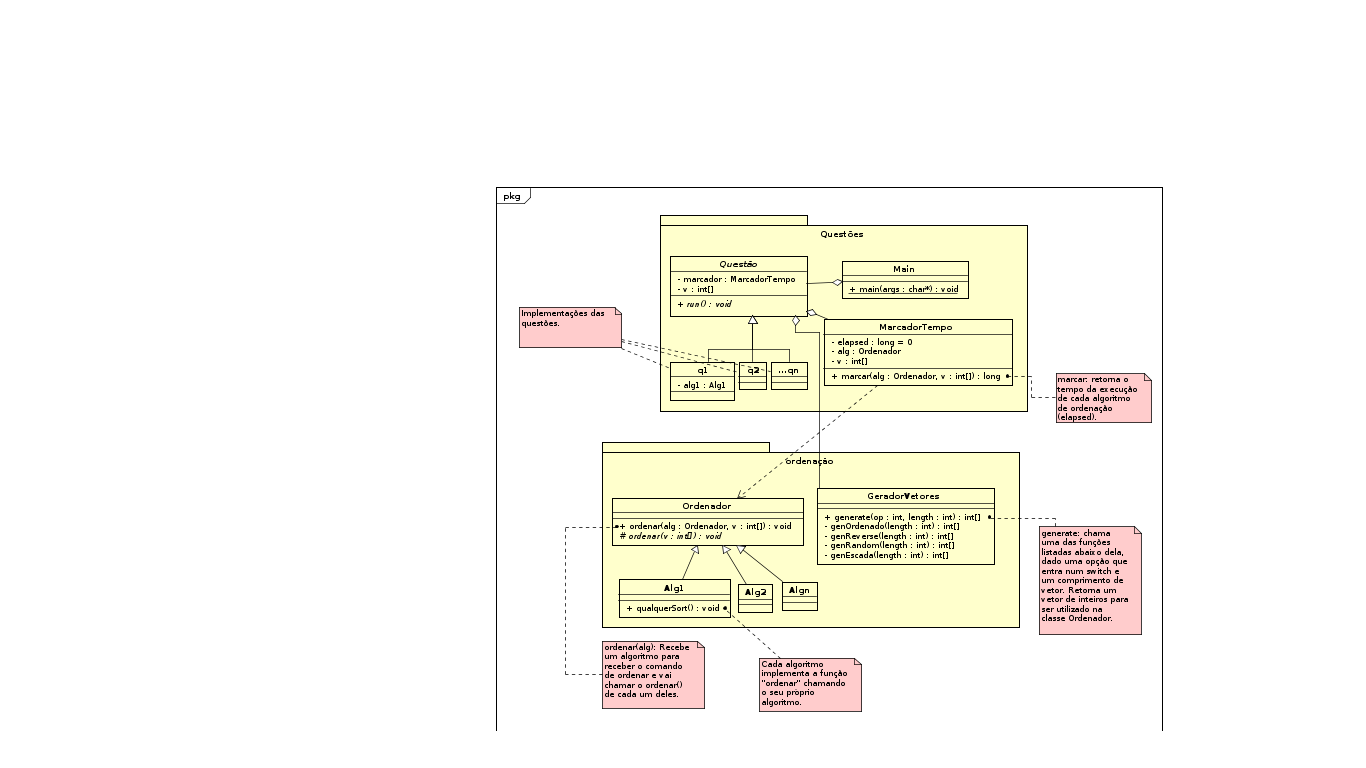 pkg
Questões
Questão
- marcador : MarcadorTempo
- v : int[]
+ run() : void
Main
+ main(args : char*) : void
MarcadorTempo
- elapsed : long = 0
- alg : Ordenador
- v : int[]
+ marcar(alg : Ordenador, v : int[]) : long
Implementações das
questões.
q1
- alg1 : Alg1
q2
...qn
marcar: retorna o
tempo da execução
de cada algoritmo
de ordenação
(elapsed).
ordenação
Ordenador
+ ordenar(alg : Ordenador, v : int[]) : void
# ordenar(v : int[]) : void
GeradorVetores
+ generate(op : int, length : int) : int[]
- genOrdenado(length : int) : int[]
- genReverse(length : int) : int[]
- genRandom(length : int) : int[]
- genEscada(length : int) : int[]
generate: chama
uma das funções
listadas abaixo dela,
dado uma opção que
entra num switch e
um comprimento de
vetor. Retorna um
vetor de inteiros para
ser utilizado na
classe Ordenador.
Alg1
+ qualquerSort() : void
Alg2
Algn
ordenar(alg): Recebe
um algoritmo para
receber o comando
de ordenar e vai
chamar o ordenar()
de cada um deles.
Cada algoritmo
implementa a função
"ordenar" chamando
o seu próprio
algoritmo.